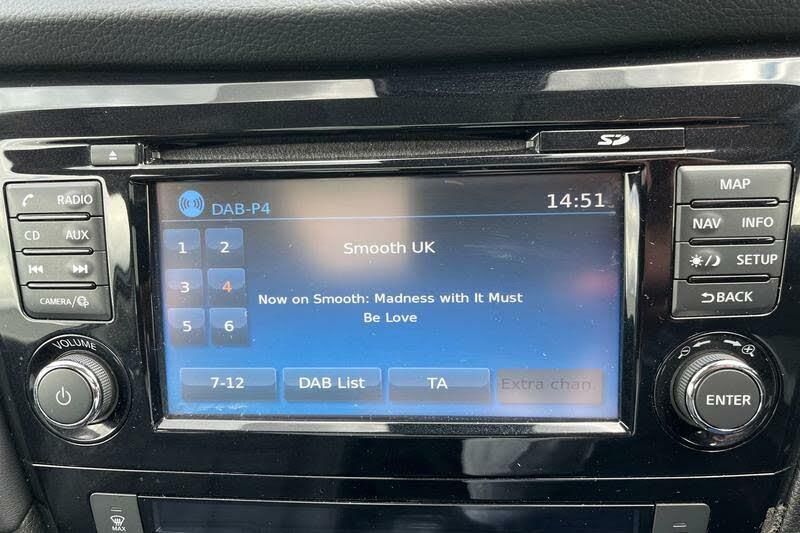 SD
MAP
NAV INFO
SETUP
BACK
RADIO
CD AUX
CAMERA/
VOLUME
ENTER
DAB-P4
14:51
1 2
3 4
5 6
Smooth UK
Now on Smooth: Madness with It Must
Be Love
7-12
DAB List
TA
Extra chan.
MAX